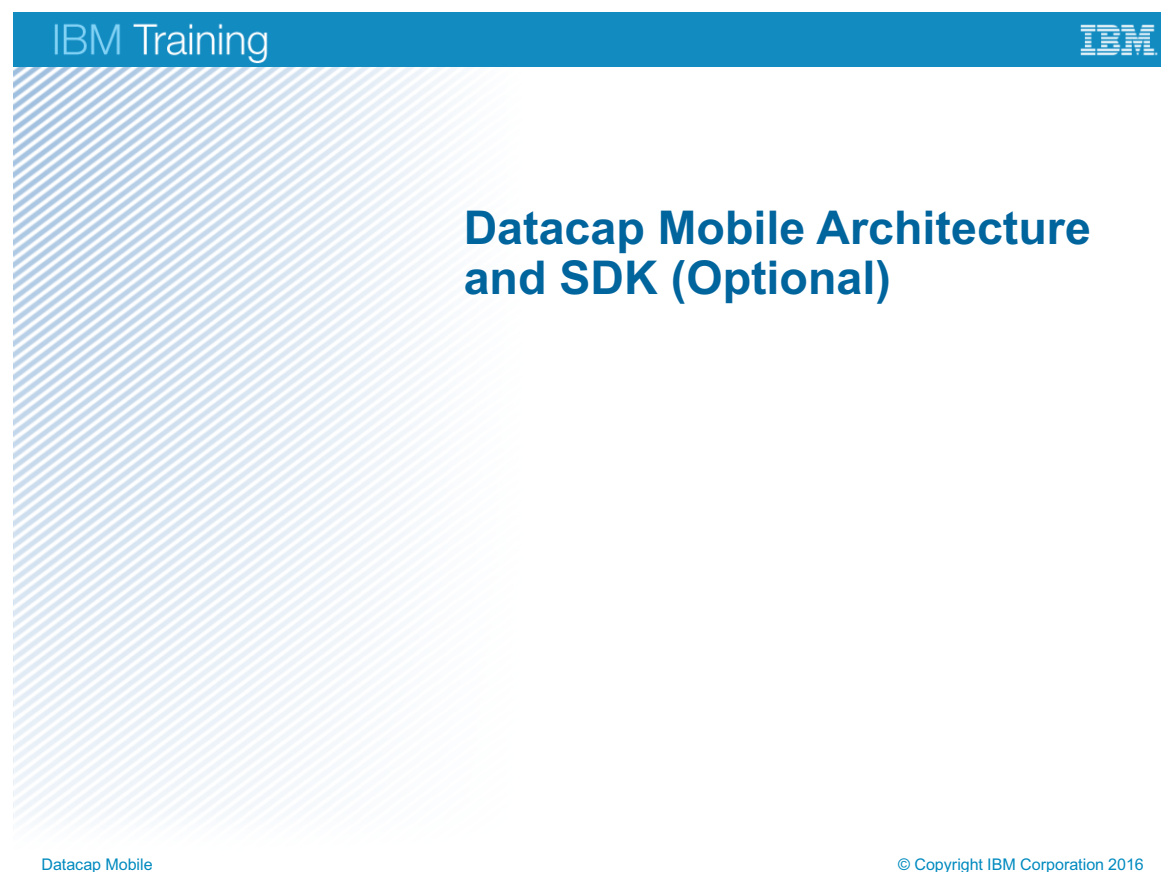 IBM Training
IBM
Datacap Mobile Architecture
and SDK (Optional)
Datacap Mobile
© Copyright IBM Corporation 2016